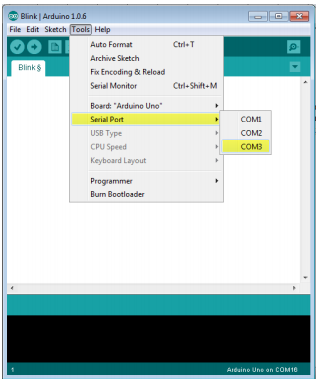 Blink | Arduino 1.0.6
File Edit Sketch Tools Help
Blink §
Auto Format Ctrl+T
Archive Sketch
Fix Encoding & Reload
Serial Monitor Ctrl+Shift+M
Board: "Arduino Uno"
Serial Port
USB Type
CPU Speed
Keyboard Layout
Programmer
Burn Bootloader
COM1
COM2
COM3
1 Arduino Uno on COM16